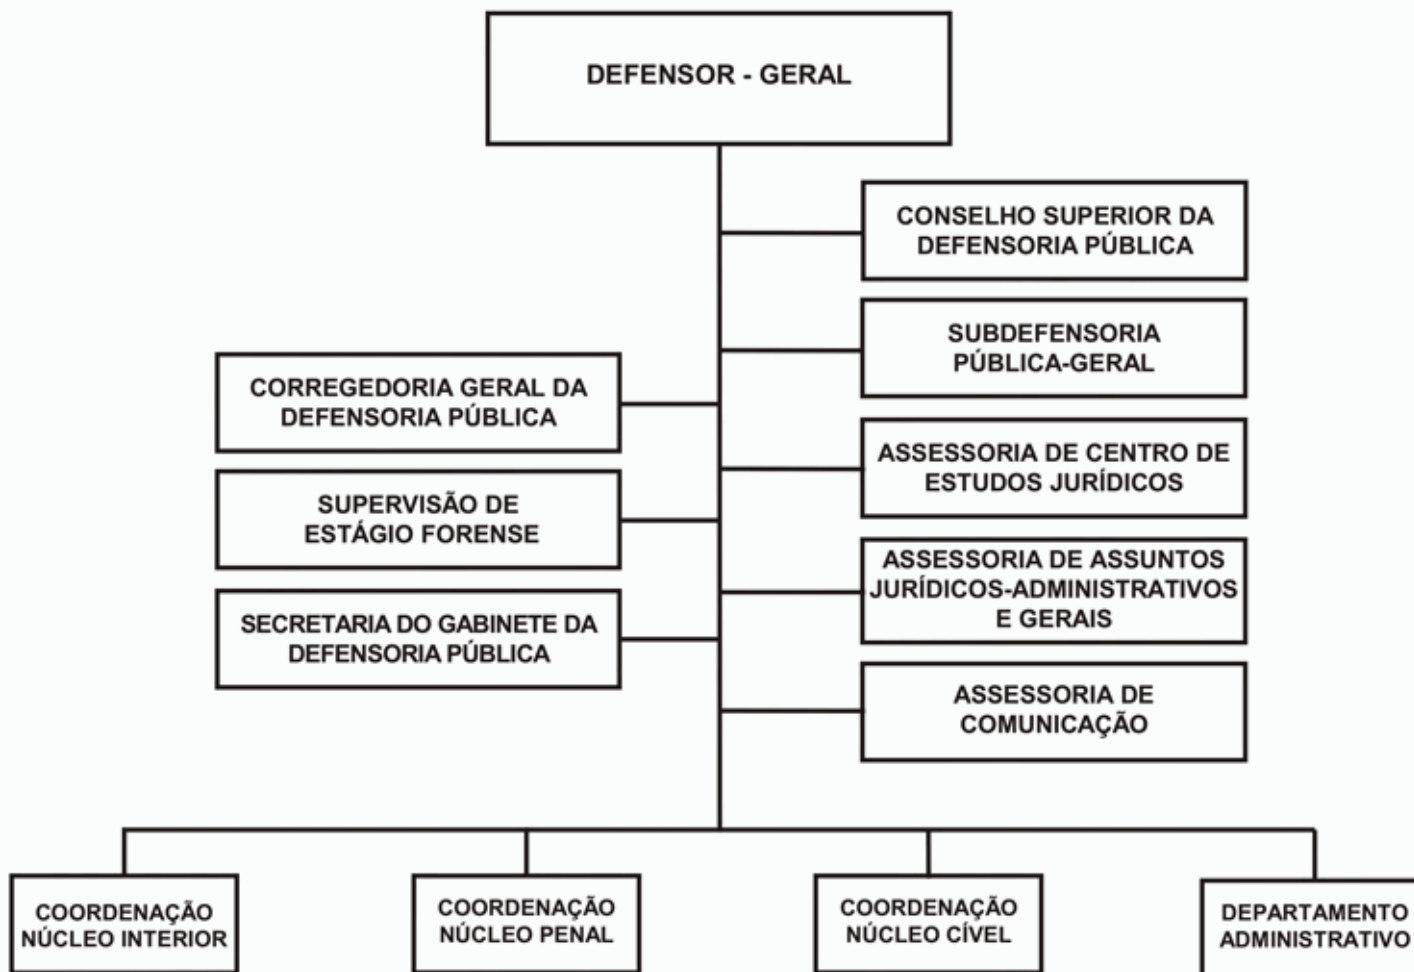 DEFENSOR - GERAL
CONSELHO SUPERIOR DA
DEFENSORIA PÚBLICA
SUBDEFENSORIA
PÚBLICA-GERAL
CORREGEDORIA GERAL DA
DEFENSORIA PÚBLICA
ASSESSORIA DE CENTRO DE
ESTUDOS JURÍDICOS
SUPERVISÃO DE
ESTÁGIO FORENSE
ASSESSORIA DE ASSUNTOS
JURÍDICOS-ADMINISTRATIVOS
E GERAIS
SECRETARIA DO GABINETE DA
DEFENSORIA PÚBLICA
ASSESSORIA DE
COMUNICAÇÃO
COORDENAÇÃO
NÚCLEO INTERIOR
COORDENAÇÃO
NÚCLEO PENAL
COORDENAÇÃO
NÚCLEO CÍVEL
DEPARTAMENTO
ADMINISTRATIVO